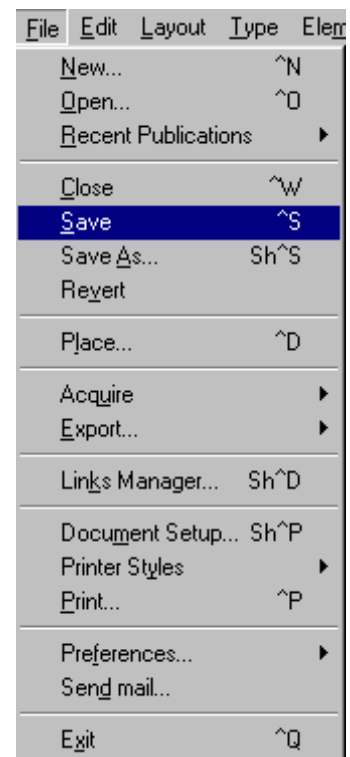 File Edit Layout Type Elem
New... ^N
Open... ^O
Recent Publications
Close ^W
Save ^S
Save As... Sh^S
Revert
Place... ^D
Acquire
Export...
Links Manager... Sh^D
Document Setup... Sh^P
Printer Styles
Print... ^P
Preferences...
Send mail...
Exit ^Q